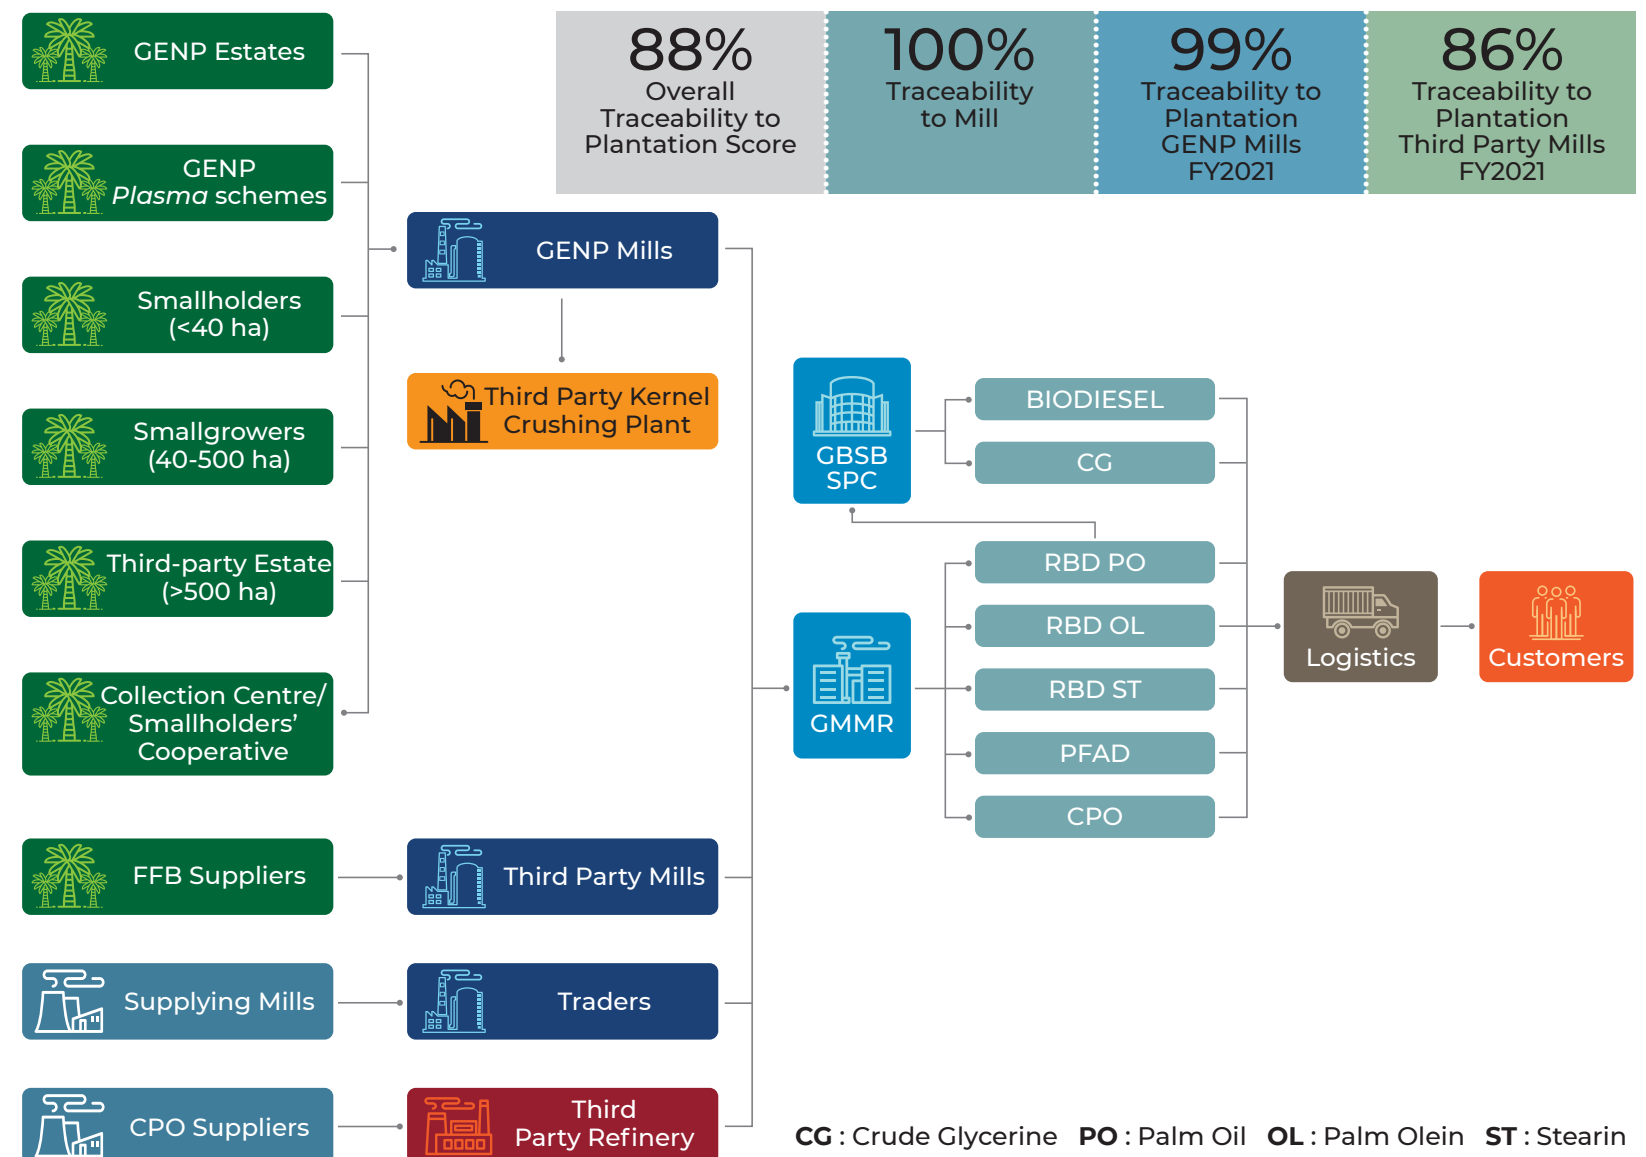 88%
Overall
Traceability to
Plantation Score
100%
Traceability
to Mill
99%
Traceability to
Plantation
GENP Mills
FY2021
86%
Traceability to
Plantation
Third Party Mills
FY2021
GENP Estates
GENP
Plasma schemes
Smallholders
(<40 ha)
Smallgrowers
(40-500 ha)
Third-party Estate
(>500 ha)
Collection Centre/
Smallholders’
Cooperative
FFB Suppliers
Supplying Mills
CPO Suppliers
GENP Mills
Third Party Kernel
Crushing Plant
Third Party Mills
Traders
Third
Party Refinery
GBSB
SPC
GMMR
BIODIESEL
CG
RBD PO
RBD OL
RBD ST
PFAD
CPO
Logistics
Customers
CG : Crude Glycerine PO : Palm Oil OL : Palm Olein ST : Stearin